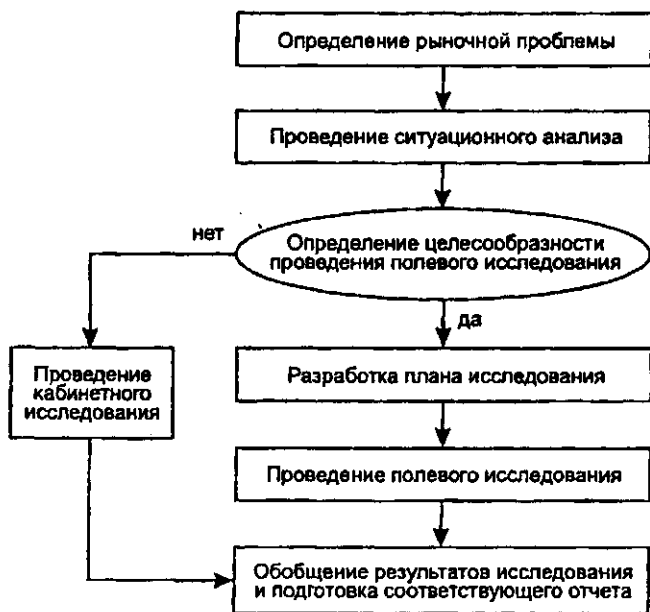 Определение рыночной проблемы
Проведение ситуационного анализа
нет
Определение целесообразности
проведения полевого исследования
да
Проведение
кабинетного
исследования
Разработка плана исследования
Проведение полевого исследования
Обобщение результатов исследования
и подготовка соответствующего отчета